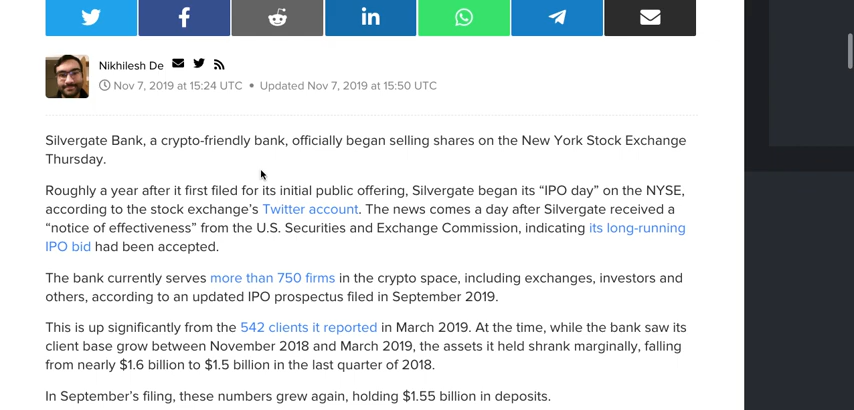 Nikhilesh De
Nov 7, 2019 at 15:24 UTC • Updated Nov 7, 2019 at 15:50 UTC
Silvergate Bank, a crypto-friendly bank, officially began selling shares on the New York Stock Exchange
Thursday.
Roughly a year after it first filed for its initial public offering, Silvergate began its “IPO day” on the NYSE,
according to the stock exchange’s Twitter account. The news comes a day after Silvergate received a
“notice of effectiveness” from the U.S. Securities and Exchange Commission, indicating its long-running
IPO bid had been accepted.
The bank currently serves more than 750 firms in the crypto space, including exchanges, investors and
others, according to an updated IPO prospectus filed in September 2019.
This is up significantly from the 542 clients it reported in March 2019. At the time, while the bank saw its
client base grow between November 2018 and March 2019, the assets it held shrank marginally, falling
from nearly $1.6 billion to $1.5 billion in the last quarter of 2018.
In September’s filing, these numbers grew again, holding $1.55 billion in deposits.